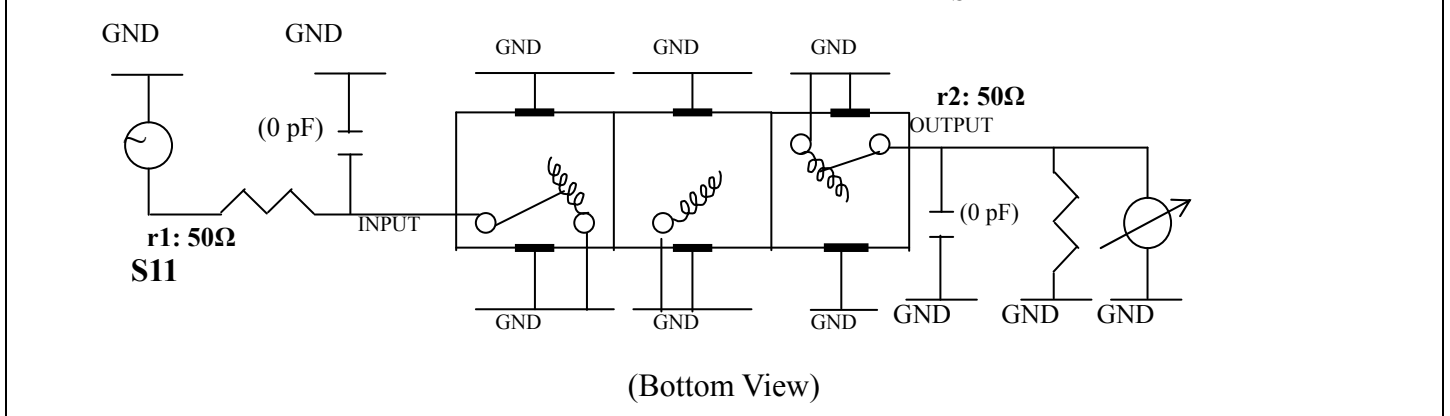 GND GND GND GND GND
r2: 50Ω
(0 pF) OUTPUT
INPUT (0 pF)
r1: 50Ω
S11
GND GND GND GND GND GND
(Bottom View)